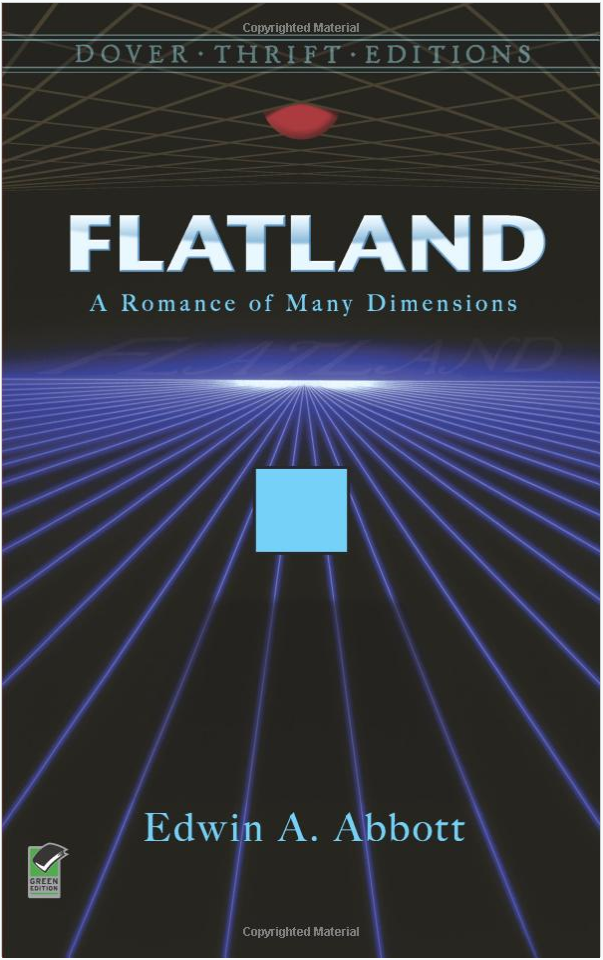 Copyrighted Material
DOVER · THRIFT · EDITIONS
FLATLAND
A Romance of Many Dimensions
FLATLAND
Edwin A. Abbott
GREEN
EDITION
Copyrighted Material